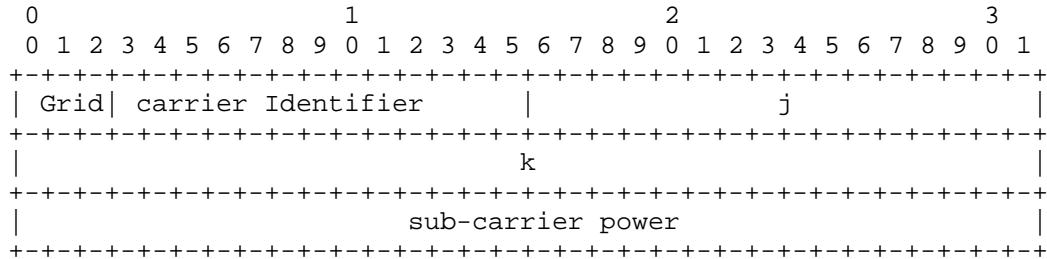 0                   1                   2                   3
 0 1 2 3 4 5 6 7 8 9 0 1 2 3 4 5 6 7 8 9 0 1 2 3 4 5 6 7 8 9 0 1
+-+-+-+-+-+-+-+-+-+-+-+-+-+-+-+-+-+-+-+-+-+-+-+-+-+-+-+-+-+-+-+-+
| Grid| carrier Identifier      |               j               |
+-+-+-+-+-+-+-+-+-+-+-+-+-+-+-+-+-+-+-+-+-+-+-+-+-+-+-+-+-+-+-+-+
|                               k                               |
+-+-+-+-+-+-+-+-+-+-+-+-+-+-+-+-+-+-+-+-+-+-+-+-+-+-+-+-+-+-+-+-+
|                        sub-carrier power                      |
+-+-+-+-+-+-+-+-+-+-+-+-+-+-+-+-+-+-+-+-+-+-+-+-+-+-+-+-+-+-+-+-+